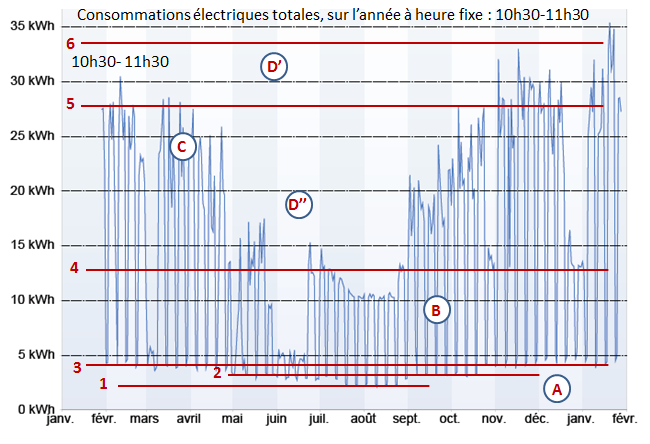 Consommations électriques totales, sur l'année à heure fixe : 10h30-11h30
35 kWh
6
10h30- 11h30
D'
30 kWh
5
25 kWh
C
20 kWh
D''
15 kWh
4
10 kWh
B
5 kWh
3
2
1
A
0 kWh
janv. févr. mars avril mai juin juil. août sept. oct. nov. déc. janv. févr.